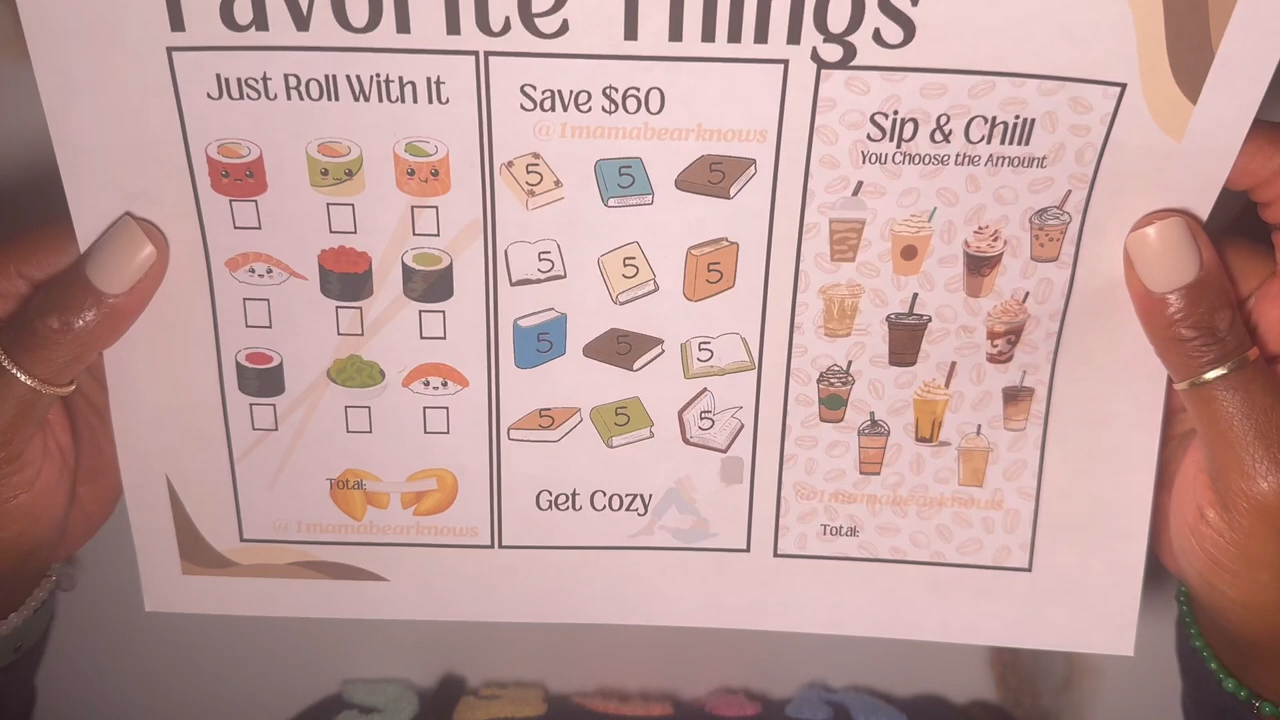 Favorite Things
Just Roll With It
Total:
@1mamabearknows
Save $60
@1mamabearknows
5 5 5
5 5 5
5 5 5
5 5 5
Get Cozy
Sip & Chill
You Choose the Amount
@1mamabearknows
Total: